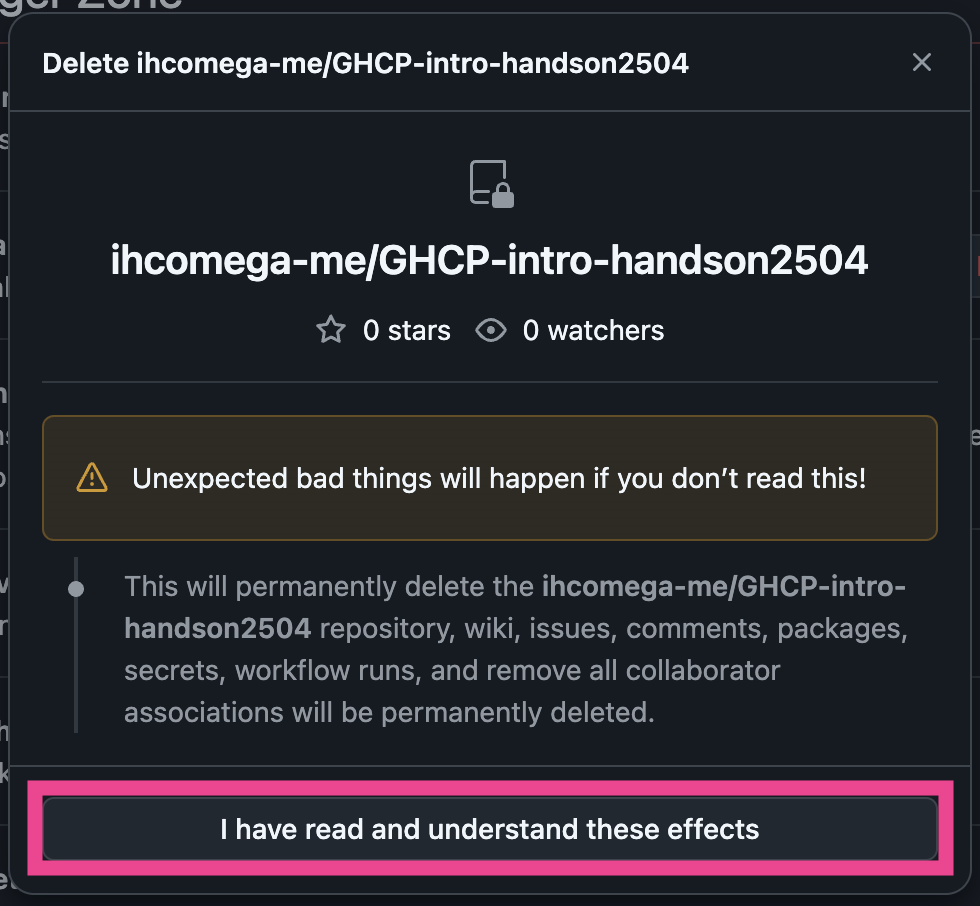 Delete ihcomega-me/GHCP-intro-handson2504
ihcomega-me/GHCP-intro-handson2504
0 stars 0 watchers
Unexpected bad things will happen if you don’t read this!
This will permanently delete the ihcomega-me/GHCP-intro-
handson2504 repository, wiki, issues, comments, packages,
secrets, workflow runs, and remove all collaborator
associations will be permanently deleted.
I have read and understand these effects